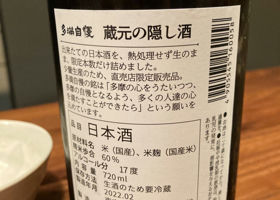 多満自慢 蔵元の隠し酒
出来たての日本酒を、熱処理せず生のま
ま、限定本数だけ詰めました。
少量生産のため、直売店限定販売品。
多満自慢の銘は「多摩の心をうたいつつ、
多摩の自慢となるよう、多くの人達の心
を満たすことができたら」という願いを
品目 日本酒
原材料名 米(国産)、米麹(国産米)
精米歩合 60%
アルコール分 17度
内容量 720ml
生酒のため要冷蔵
製造年月 2022.02
4903543660058